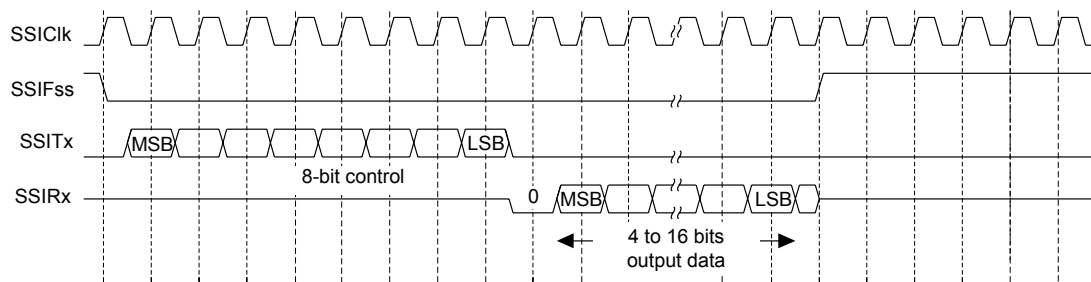 SSIClk
SSIFss
SSITx
MSB
LSB
8-bit control
SSIRx
0
MSB
LSB
4 to 16 bits
output data